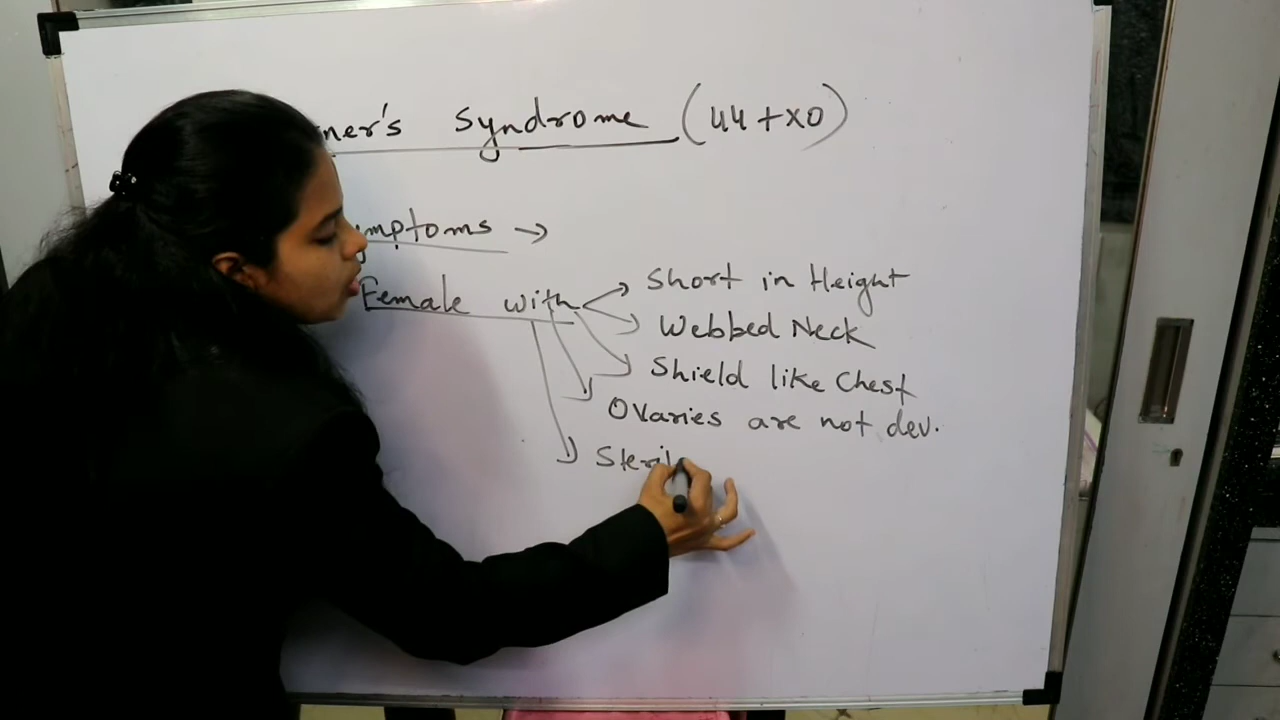 ner's Syndrome (44+XO)
mptoms →
Female with
Short in Height
Webbed Neck
Shield like Chest
Ovaries are not dev.
Steril